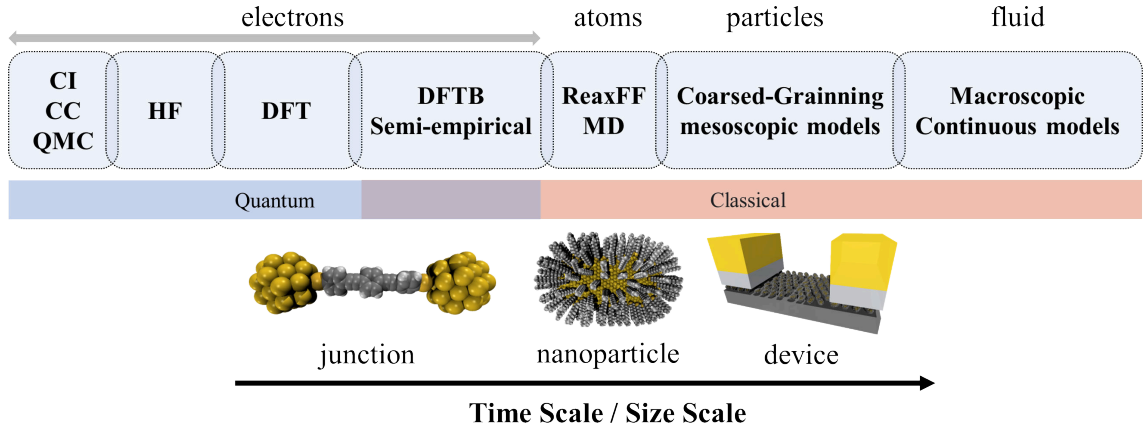 electrons
atoms
particles
fluid
CI
CC
QMC
HF
DFT
DFTB
Semi-empirical
ReaxFF
MD
Coarsed-Grainning
mesoscopic models
Macroscopic
Continuous models
Quantum
Classical
junction
nanoparticle
device
Time Scale / Size Scale